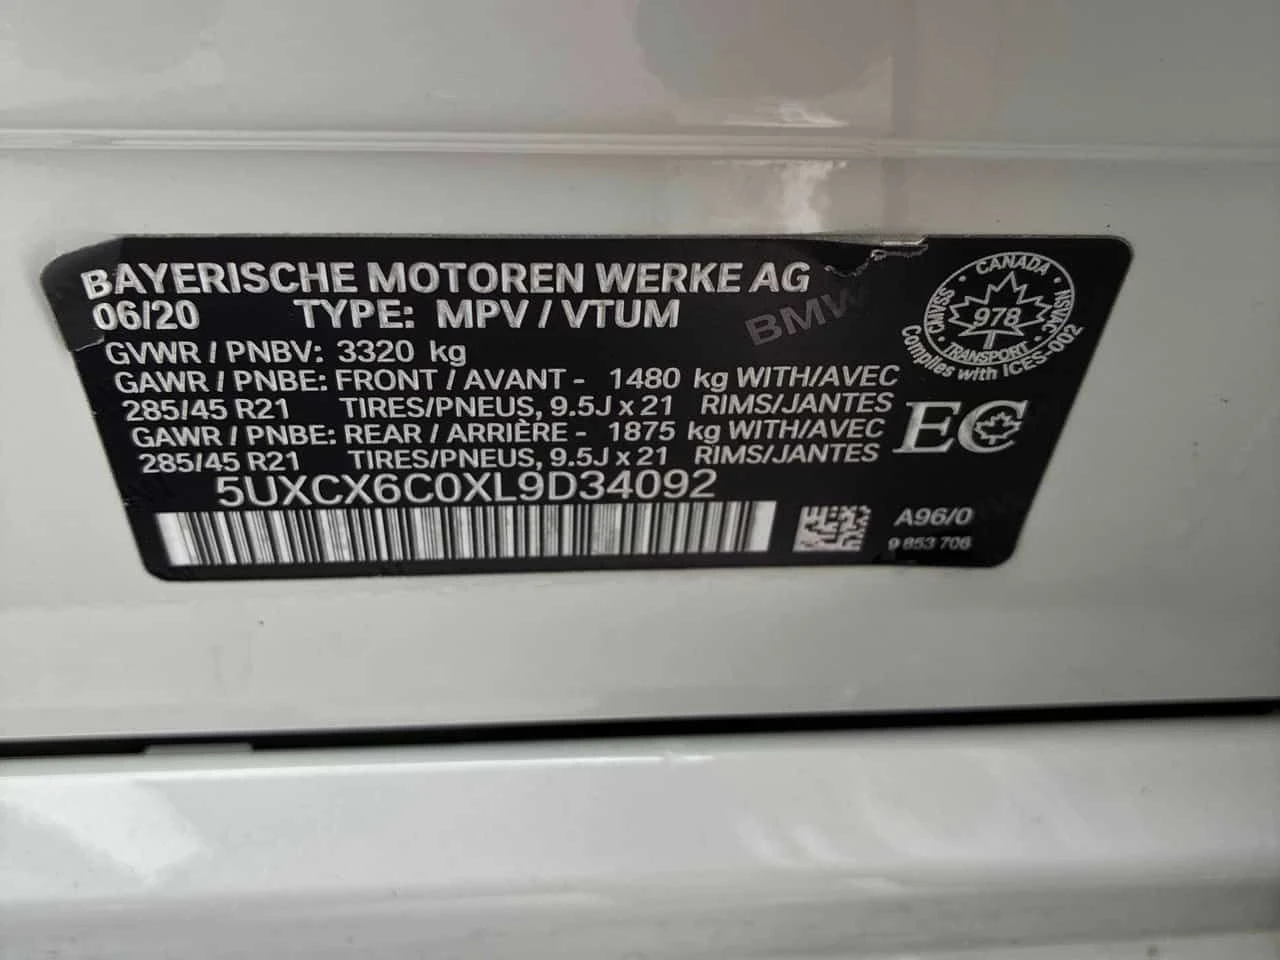 BAYERISCHE MOTOREN WERKE AG
06/20 TYPE: MPV / VTUM
BMW
GVWR / PNBV: 3320 kg
GAWR / PNBE: FRONT / AVANT - 1480 kg WITH/AVEC
285/45 R21 TIRES/PNEUS, 9.5J x 21 RIMS/JANTES
GAWR / PNBE: REAR / ARRIÈRE - 1875 kg WITH/AVEC
285/45 R21 TIRES/PNEUS, 9.5J x 21 RIMS/JANTES
5UXCX6C0XL9D34092
CANADA
CMVSS NSVAC
978
TRANSPORT
Complies with ICES-002
EC
A96/0
9 853 706